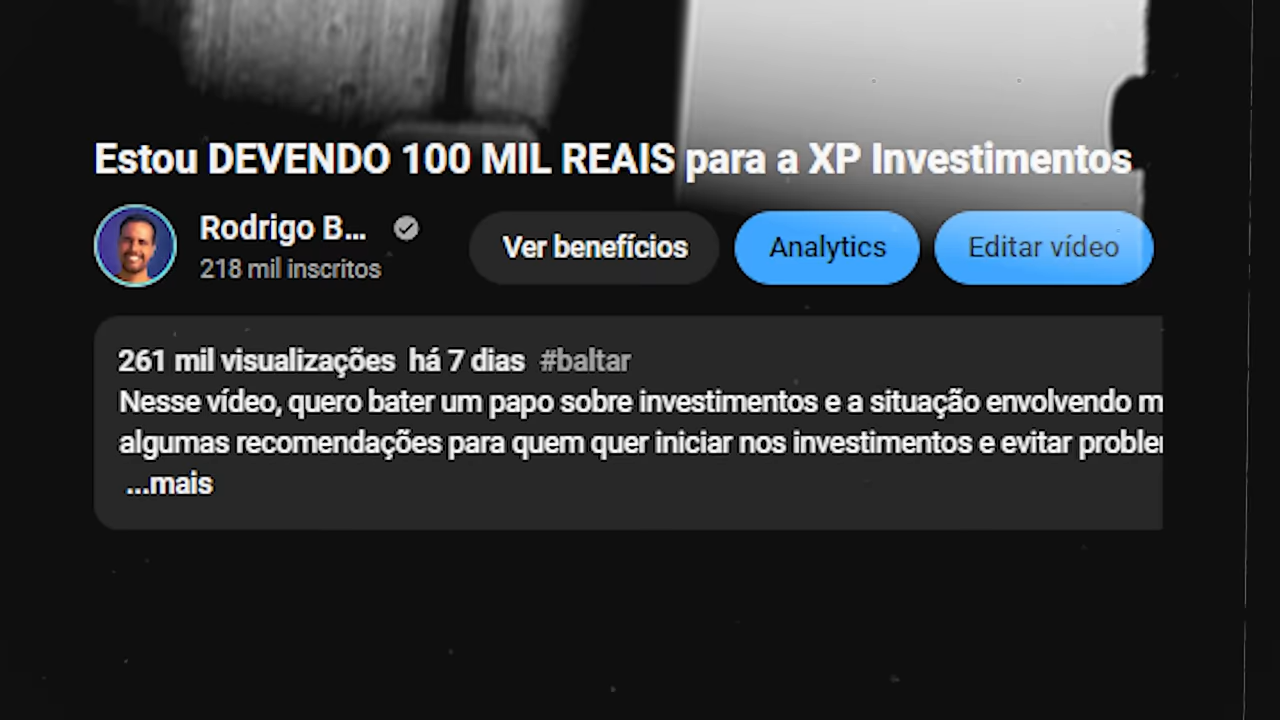 Estou DEVENDO 100 MIL REAIS para a XP Investimentos
Rodrigo B...
218 mil inscritos
Ver benefícios
Analytics
Editar vídeo
261 mil visualizações há 7 dias #baltar
Nesse vídeo, quero bater um papo sobre investimentos e a situação envolvendo
algumas recomendações para quem quer iniciar nos investimentos e evitar
...mais